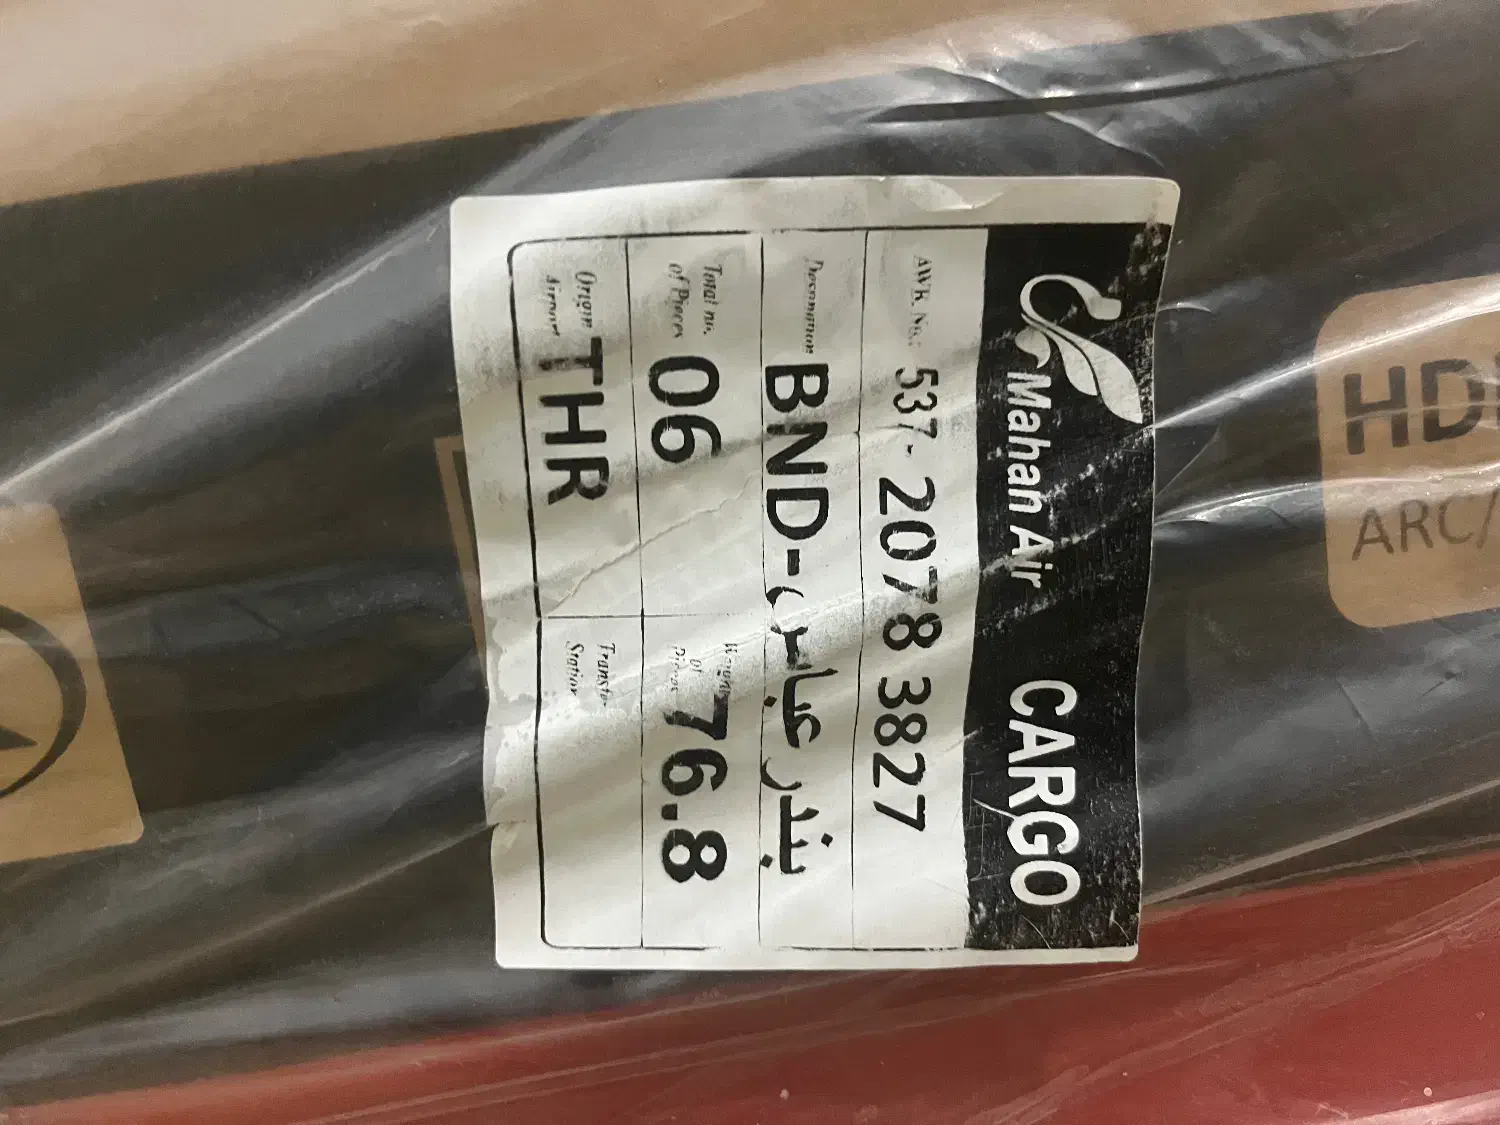 Mahan Air CARGO
AWB. No.: 537- 2078 3827
Destination BND-بندر عباس
Total no. of Pieces 06
Weight of Pieces 76.8
Origin Airport THR
Transfer Station
ARC/